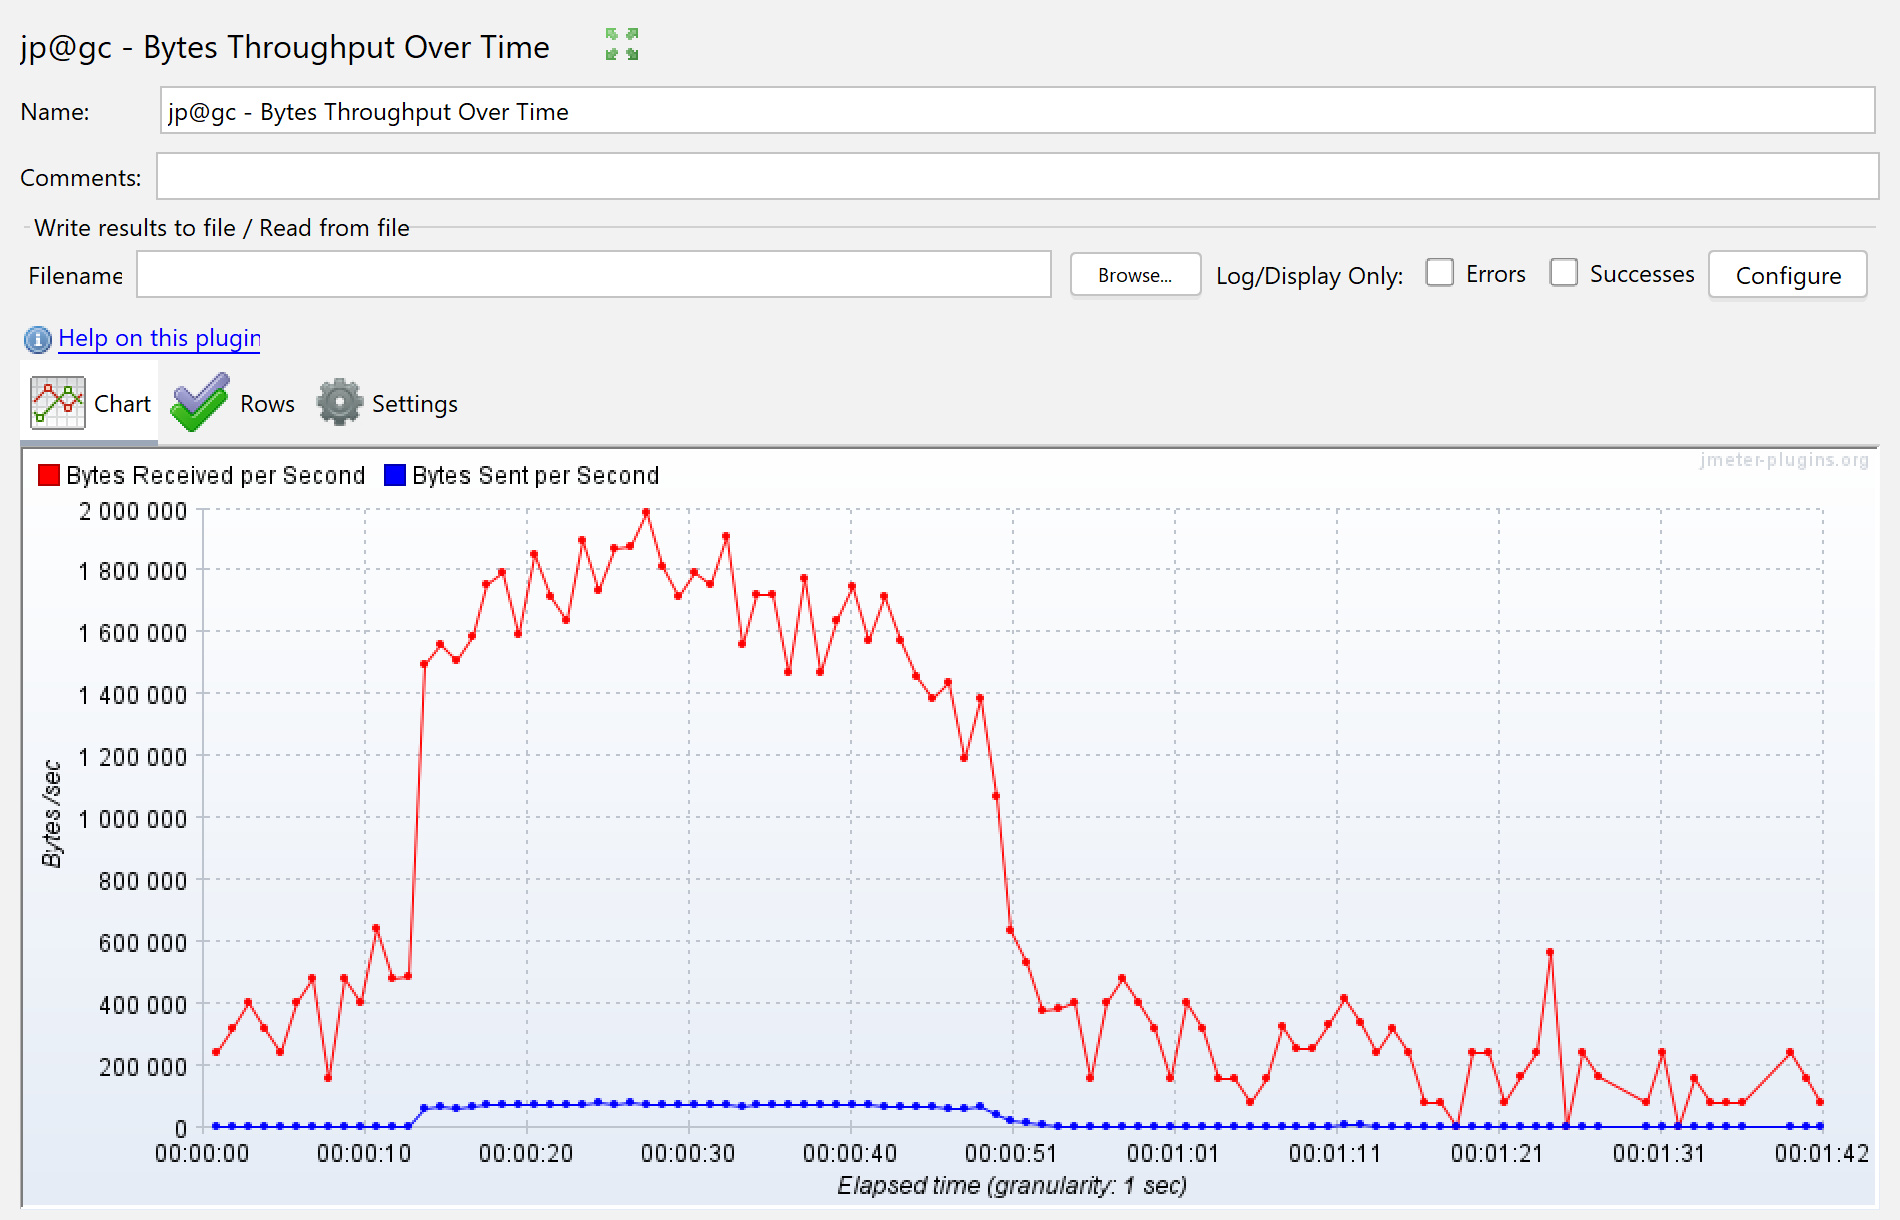 jp@gc - Bytes Throughput Over Time
Name: jp@gc - Bytes Throughput Over Time
Comments:
Write results to file / Read from file
Filename Browse... Log/Display Only: Errors Successes Configure
Help on this plugin
Chart Rows Settings
Bytes Received per Second Bytes Sent per Second
jmeter-plugins.org
2 000 000
1 800 000
1 600 000
1 400 000
1 200 000
1 000 000
800 000
600 000
400 000
200 000
0
Bytes /sec
00:00:00 00:00:10 00:00:20 00:00:30 00:00:40 00:00:51 00:01:01 00:01:11 00:01:21 00:01:31 00:01:42
Elapsed time (granularity: 1 sec)